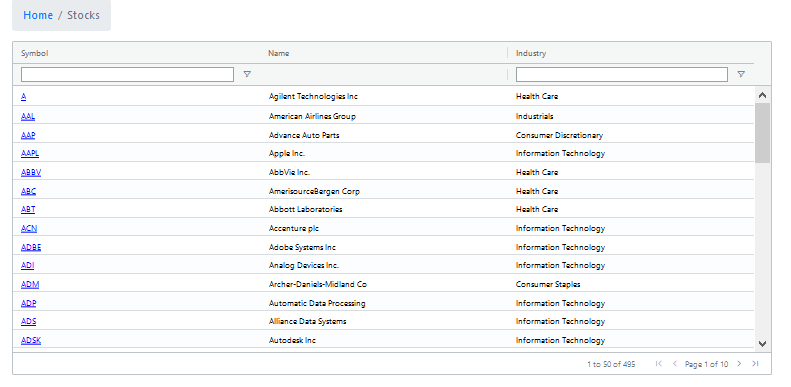 Home / Stocks
Symbol Name Industry
A Agilent Technologies Inc Health Care
AAL American Airlines Group Industrials
AAP Advance Auto Parts Consumer Discretionary
AAPL Apple Inc. Information Technology
ABBV AbbVie Inc. Health Care
ABC AmerisourceBergen Corp Health Care
ABT Abbott Laboratories Health Care
ACN Accenture plc Information Technology
ADBE Adobe Systems Inc Information Technology
ADI Analog Devices Inc. Information Technology
ADM Archer-Daniels-Midland Co Consumer Staples
ADP Automatic Data Processing Information Technology
ADS Alliance Data Systems Information Technology
ADSK Autodesk Inc Information Technology
1 to 50 of 495 Page 1 of 10